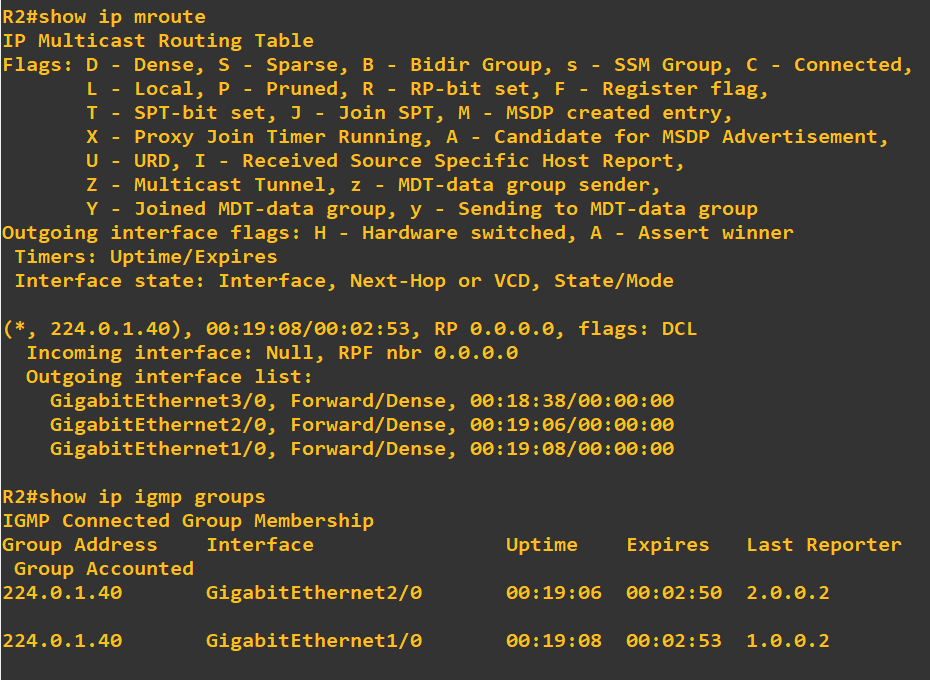 R2#show ip mroute
IP Multicast Routing Table
Flags: D - Dense, S - Sparse, B - Bidir Group, s - SSM Group, C - Connected,
       L - Local, P - Pruned, R - RP-bit set, F - Register flag,
       T - SPT-bit set, J - Join SPT, M - MSDP created entry,
       X - Proxy Join Timer Running, A - Candidate for MSDP Advertisement,
       U - URD, I - Received Source Specific Host Report,
       Z - Multicast Tunnel, z - MDT-data group sender,
       Y - Joined MDT-data group, y - Sending to MDT-data group
Outgoing interface flags: H - Hardware switched, A - Assert winner
 Timers: Uptime/Expires
 Interface state: Interface, Next-Hop or VCD, State/Mode
(*, 224.0.1.40), 00:19:08/00:02:53, RP 0.0.0.0, flags: DCL
  Incoming interface: Null, RPF nbr 0.0.0.0
  Outgoing interface list:
    GigabitEthernet3/0, Forward/Dense, 00:18:38/00:00:00
    GigabitEthernet2/0, Forward/Dense, 00:19:06/00:00:00
    GigabitEthernet1/0, Forward/Dense, 00:19:08/00:00:00
R2#show ip igmp groups
IGMP Connected Group Membership
Group Address    Interface                Uptime    Expires   Last Reporter
 Group Accounted
224.0.1.40       GigabitEthernet2/0       00:19:06  00:02:50  2.0.0.2
224.0.1.40       GigabitEthernet1/0       00:19:08  00:02:53  1.0.0.2